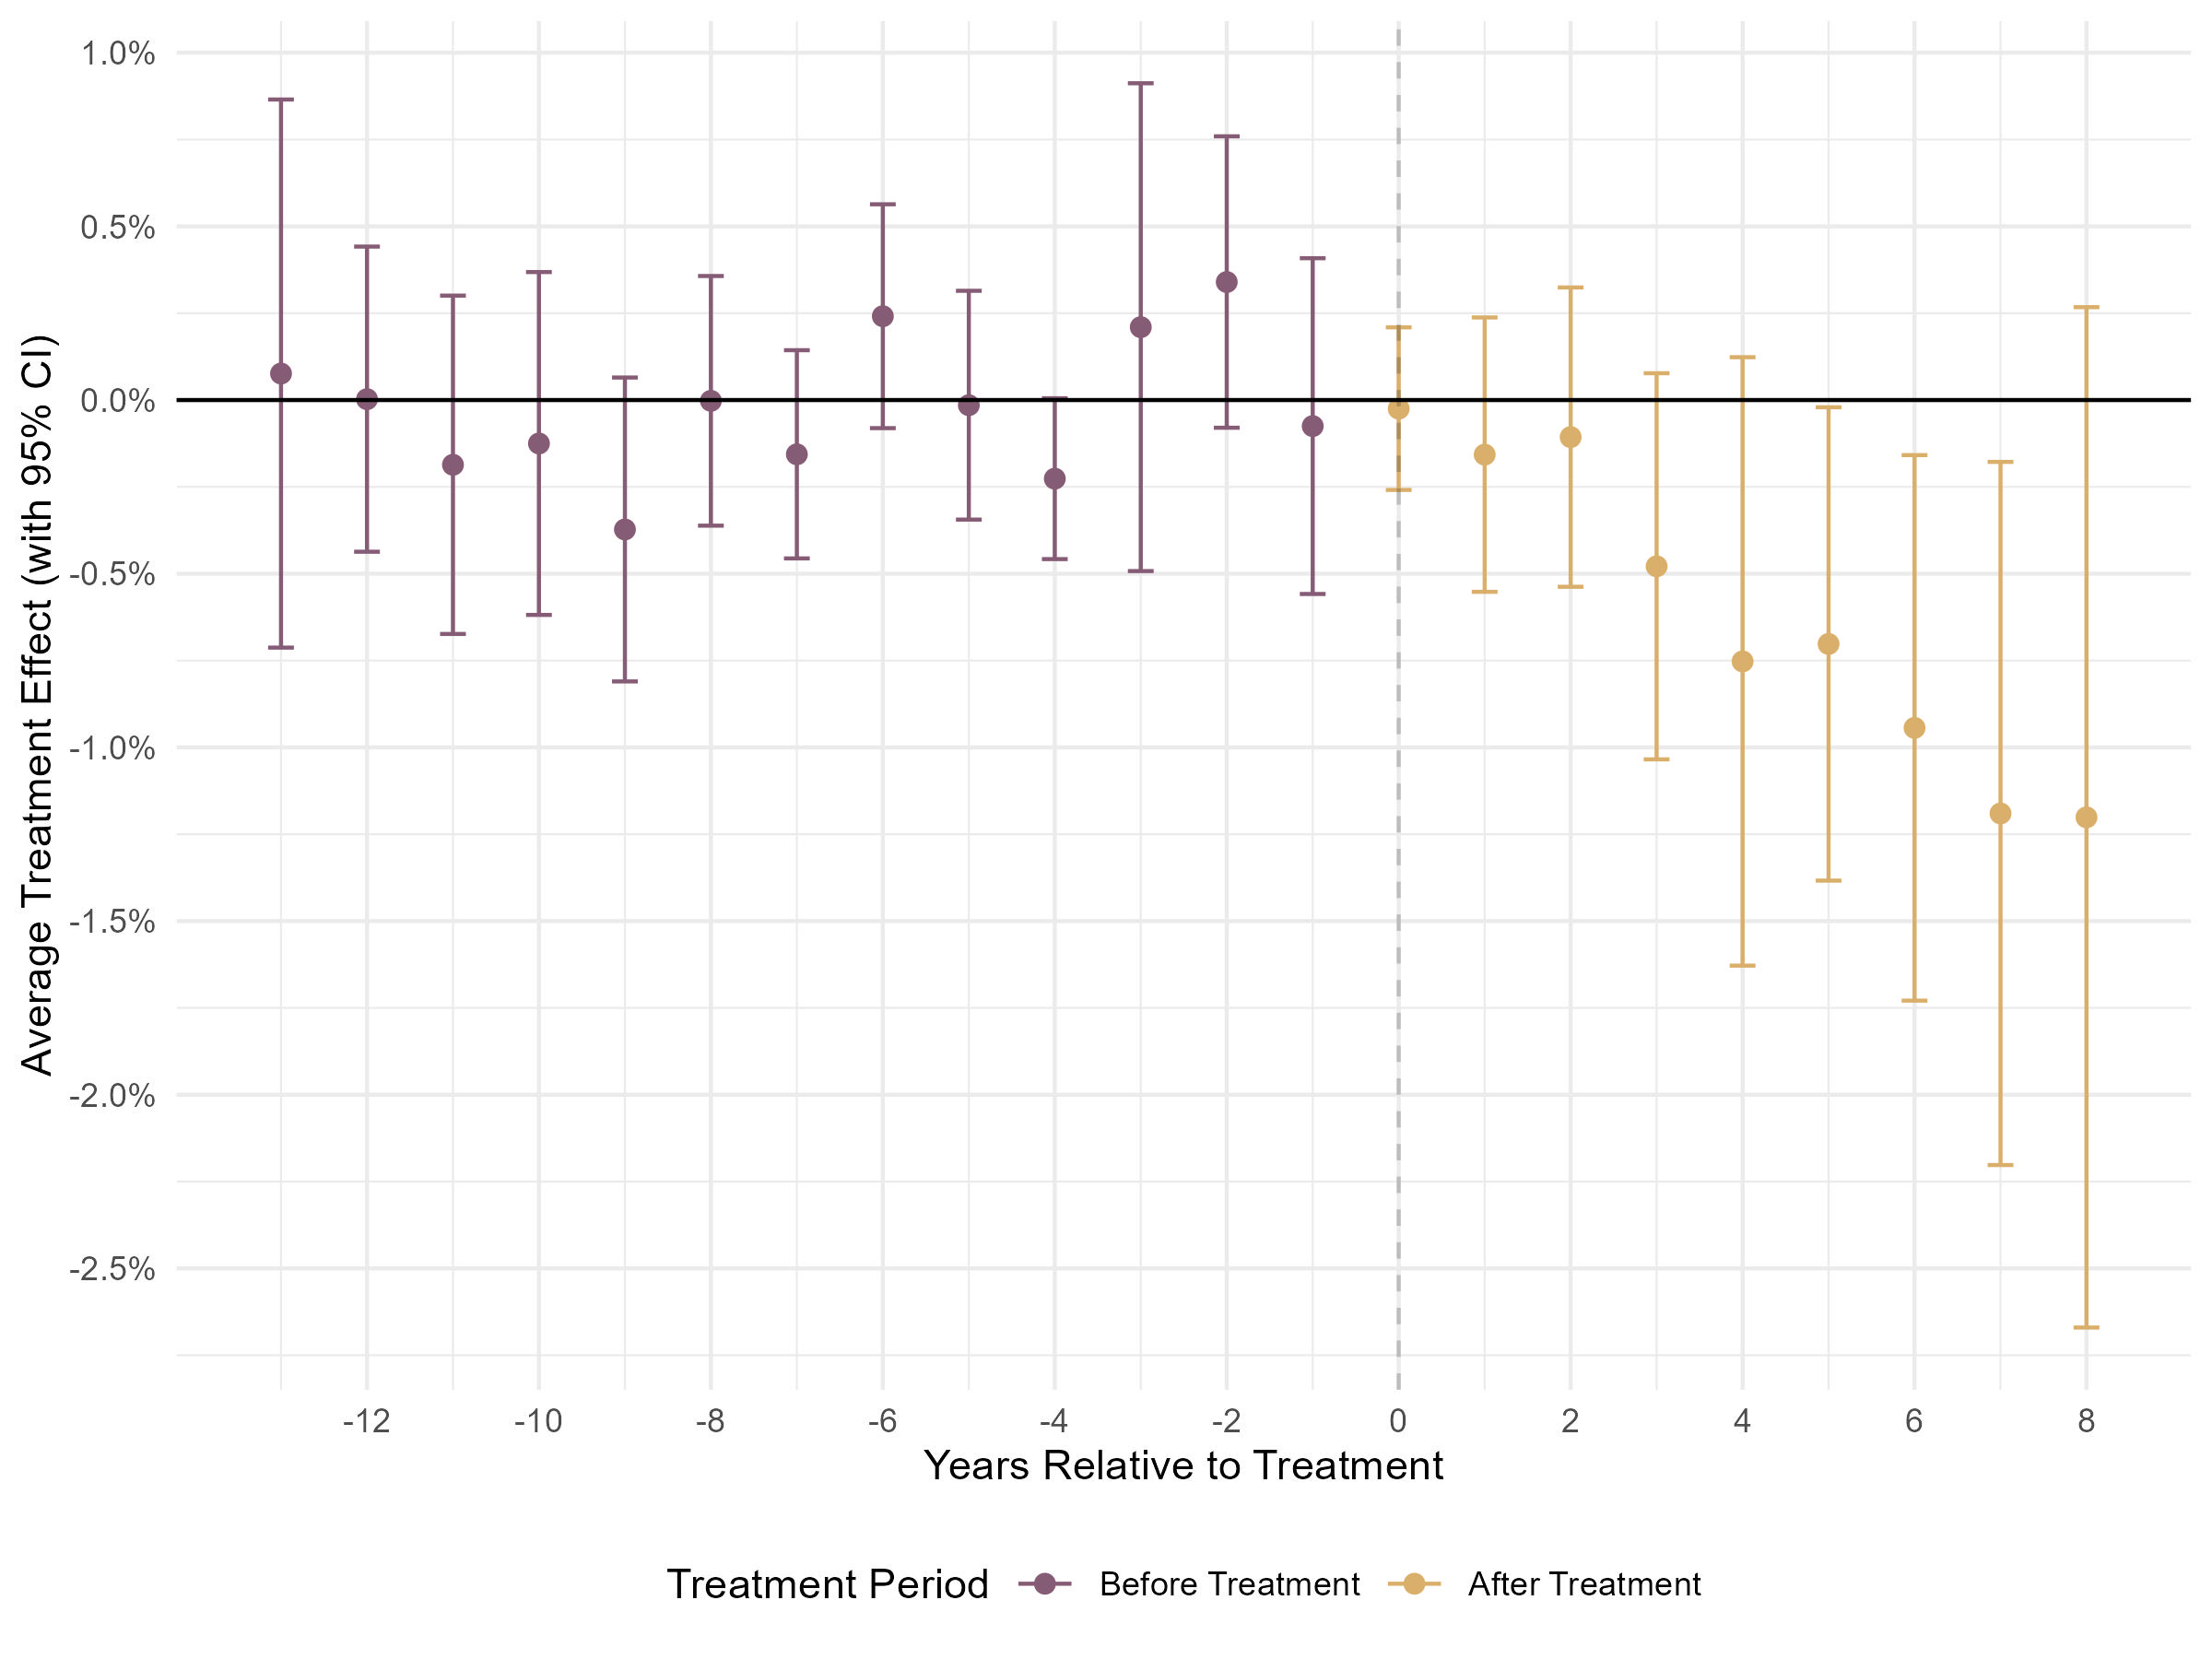 Average Treatment Effect (with 95% CI)
1.0%
0.5%
0.0%
-0.5%
-1.0%
-1.5%
-2.0%
-2.5%
-12 -10 -8 -6 -4 -2 0 2 4 6 8
Years Relative to Treatment
Treatment Period Before Treatment After Treatment